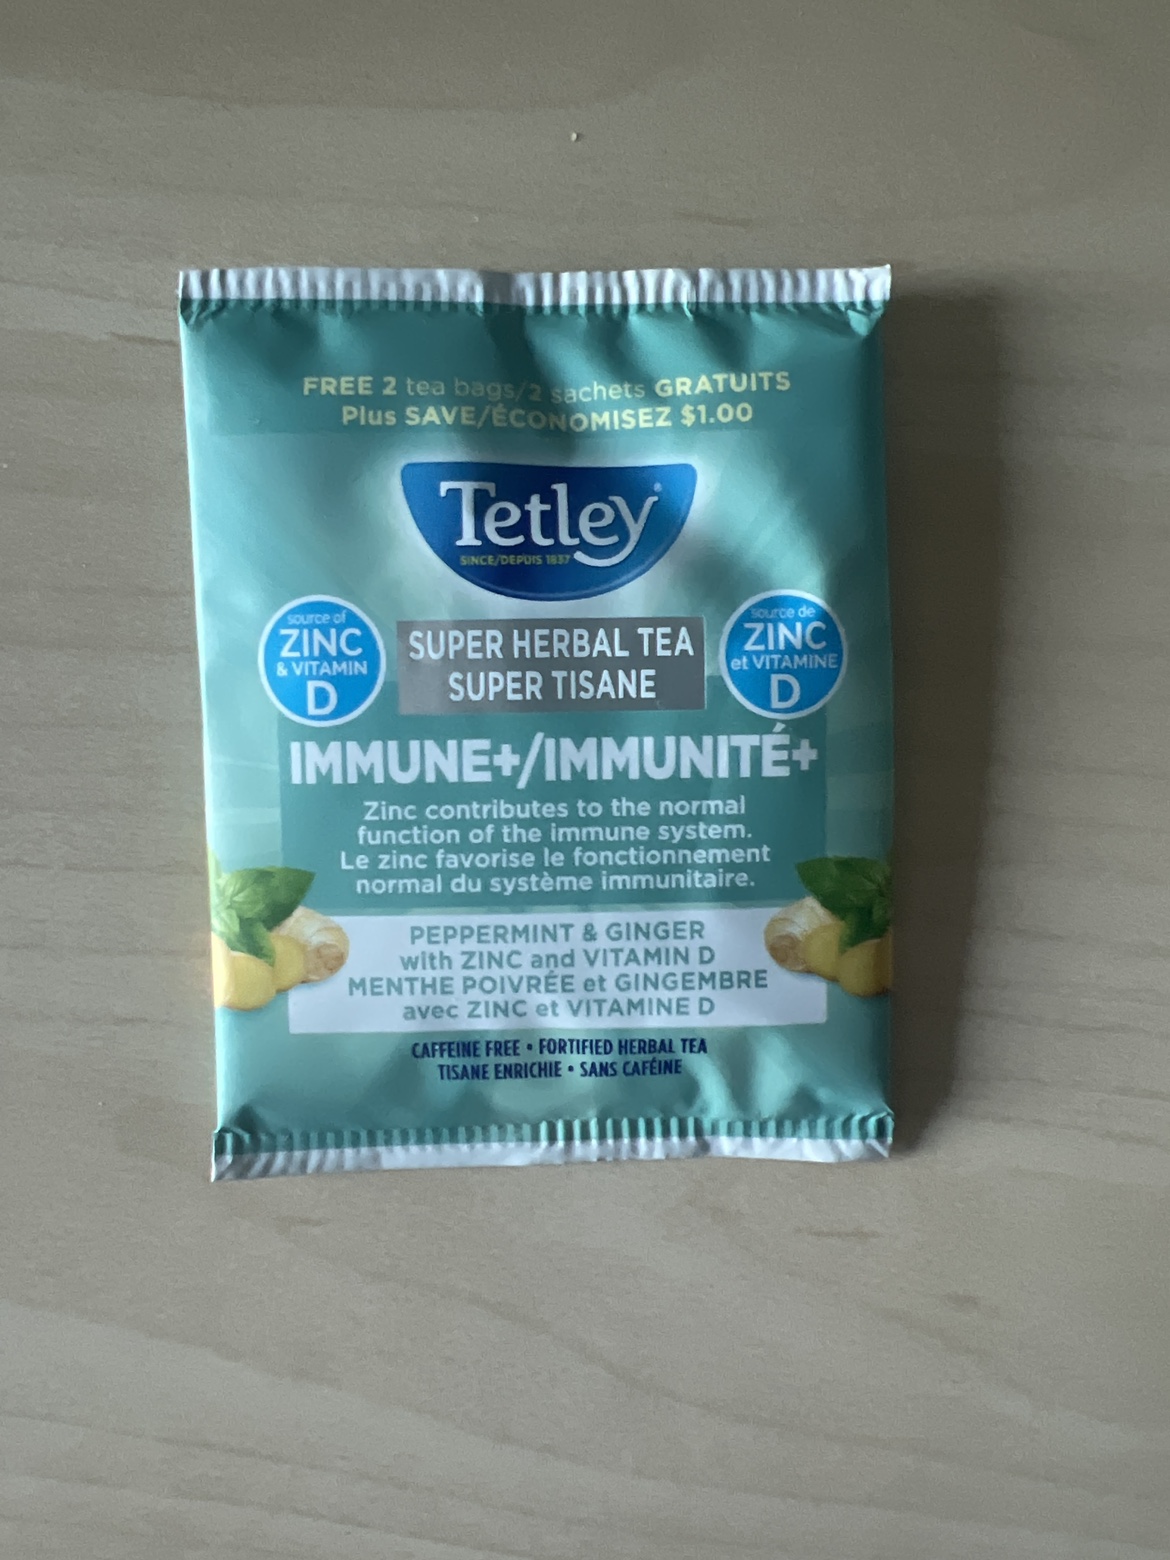 FREE 2 tea bags/2 sachets GRATUITS
Plus SAVE/ÉCONOMISEZ $1.00
Tetley
SINCE/DEPUIS 1837
source of
ZINC
& VITAMIN
D
SUPER HERBAL TEA
SUPER TISANE
source de
ZINC
et VITAMINE
D
IMMUNE+/IMMUNITÉ+
Zinc contributes to the normal
function of the immune system.
Le zinc favorise le fonctionnement
normal du système immunitaire.
PEPPERMINT & GINGER
with ZINC and VITAMIN D
MENTHE POIVRÉE et GINGEMBRE
avec ZINC et VITAMINE D
CAFFEINE FREE • FORTIFIED HERBAL TEA
TISANE ENRICHIE • SANS CAFÉINE